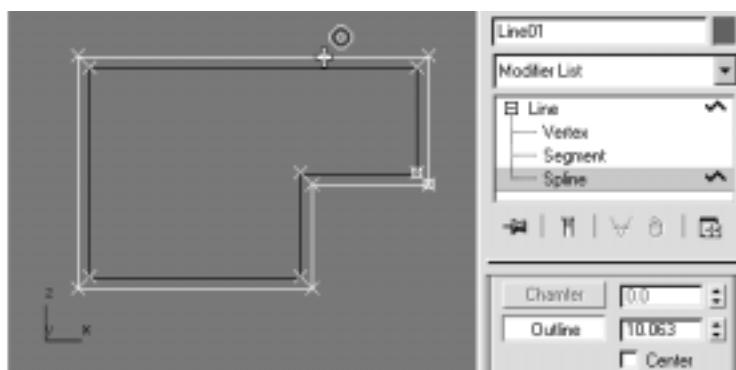 Line01
Modifier List
Line
Vertex
Segment
Spline
Chamfer 0.0
Outline 10.063
Center
z
y x